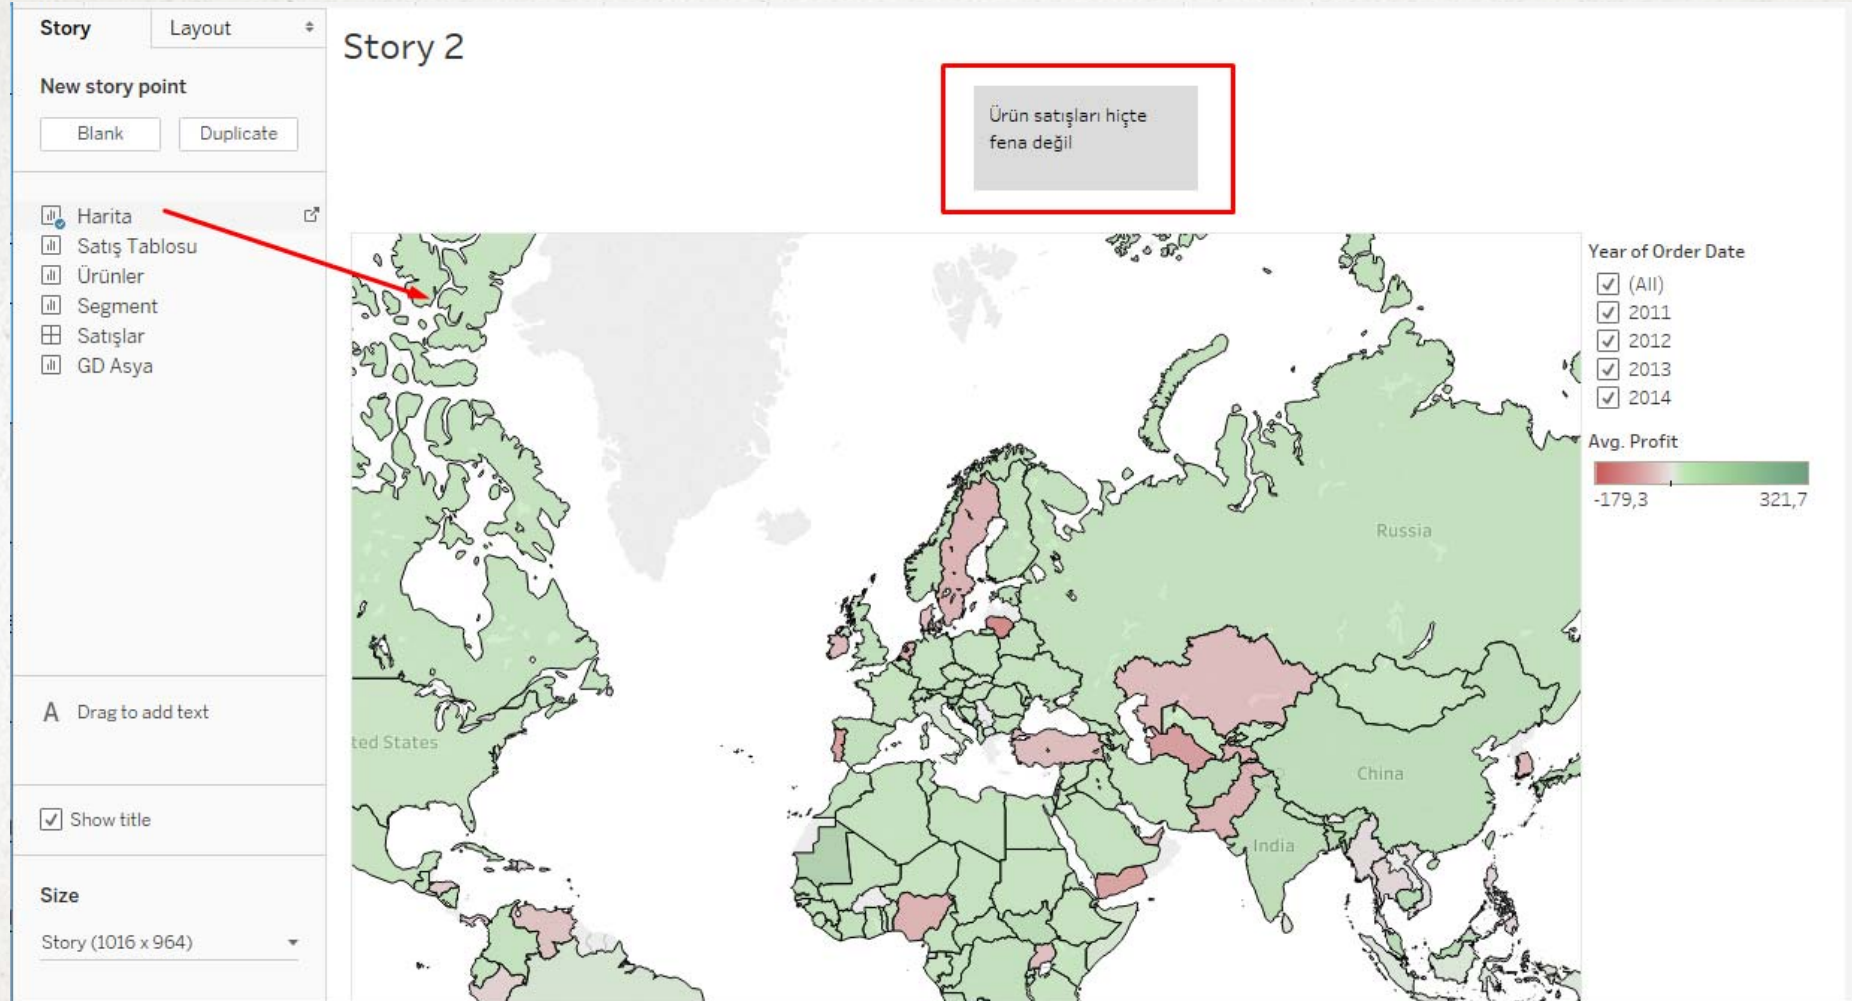 Story
Layout
New story point
Blank
Duplicate
Harita
Satış Tablosu
Ürünler
Segment
Satışlar
GD Asya
A Drag to add text
Show title
Size
Story (1016 x 964)
Story 2
Ürün satışları hiçte
fena değil
Russia
ted States
China
India
Year of Order Date
(All)
2011
2012
2013
2014
Avg. Profit
-179,3
321,7